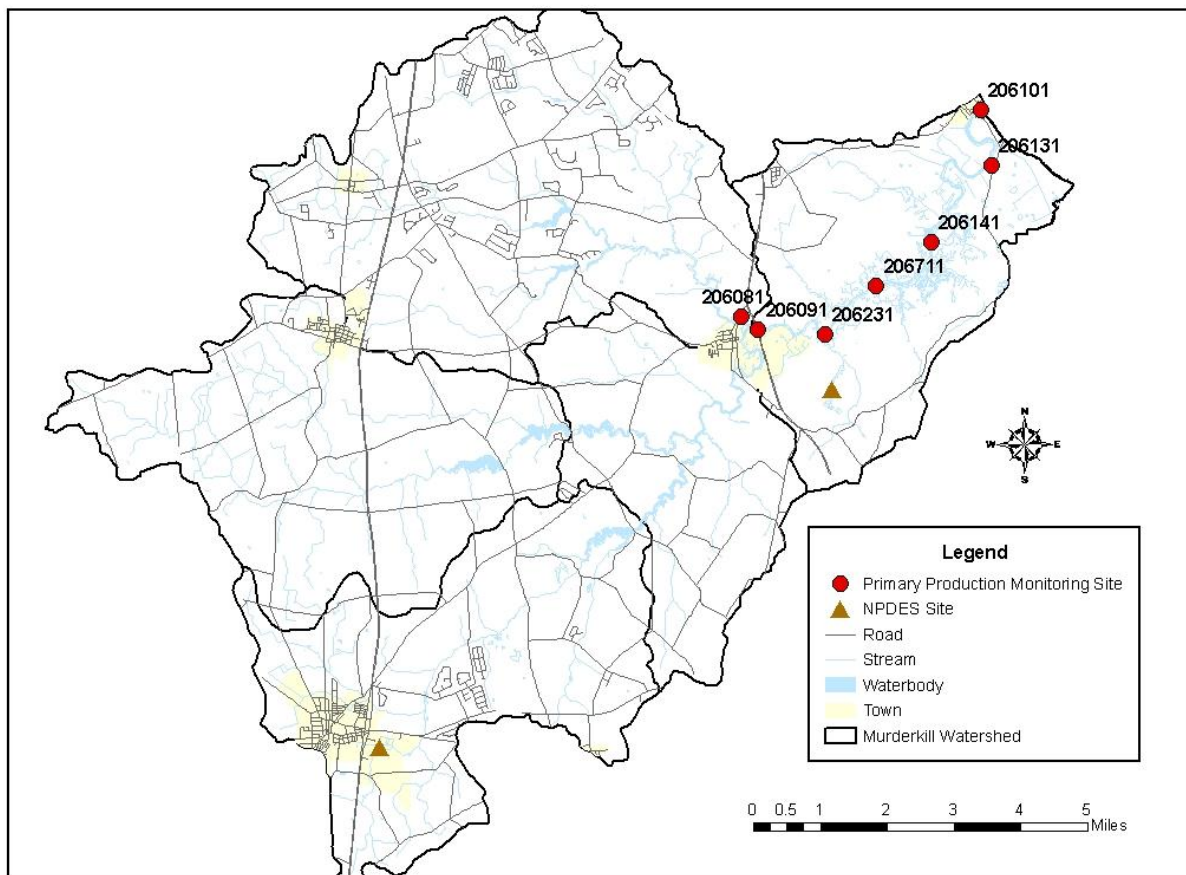 206101
206131
206141
206711
206081
206091
206231
N
W E
S
Legend
Primary Production Monitoring Site
NPDES Site
Road
Stream
Waterbody
Town
Murderkill Watershed
0 0.5 1 2 3 4 5
Miles